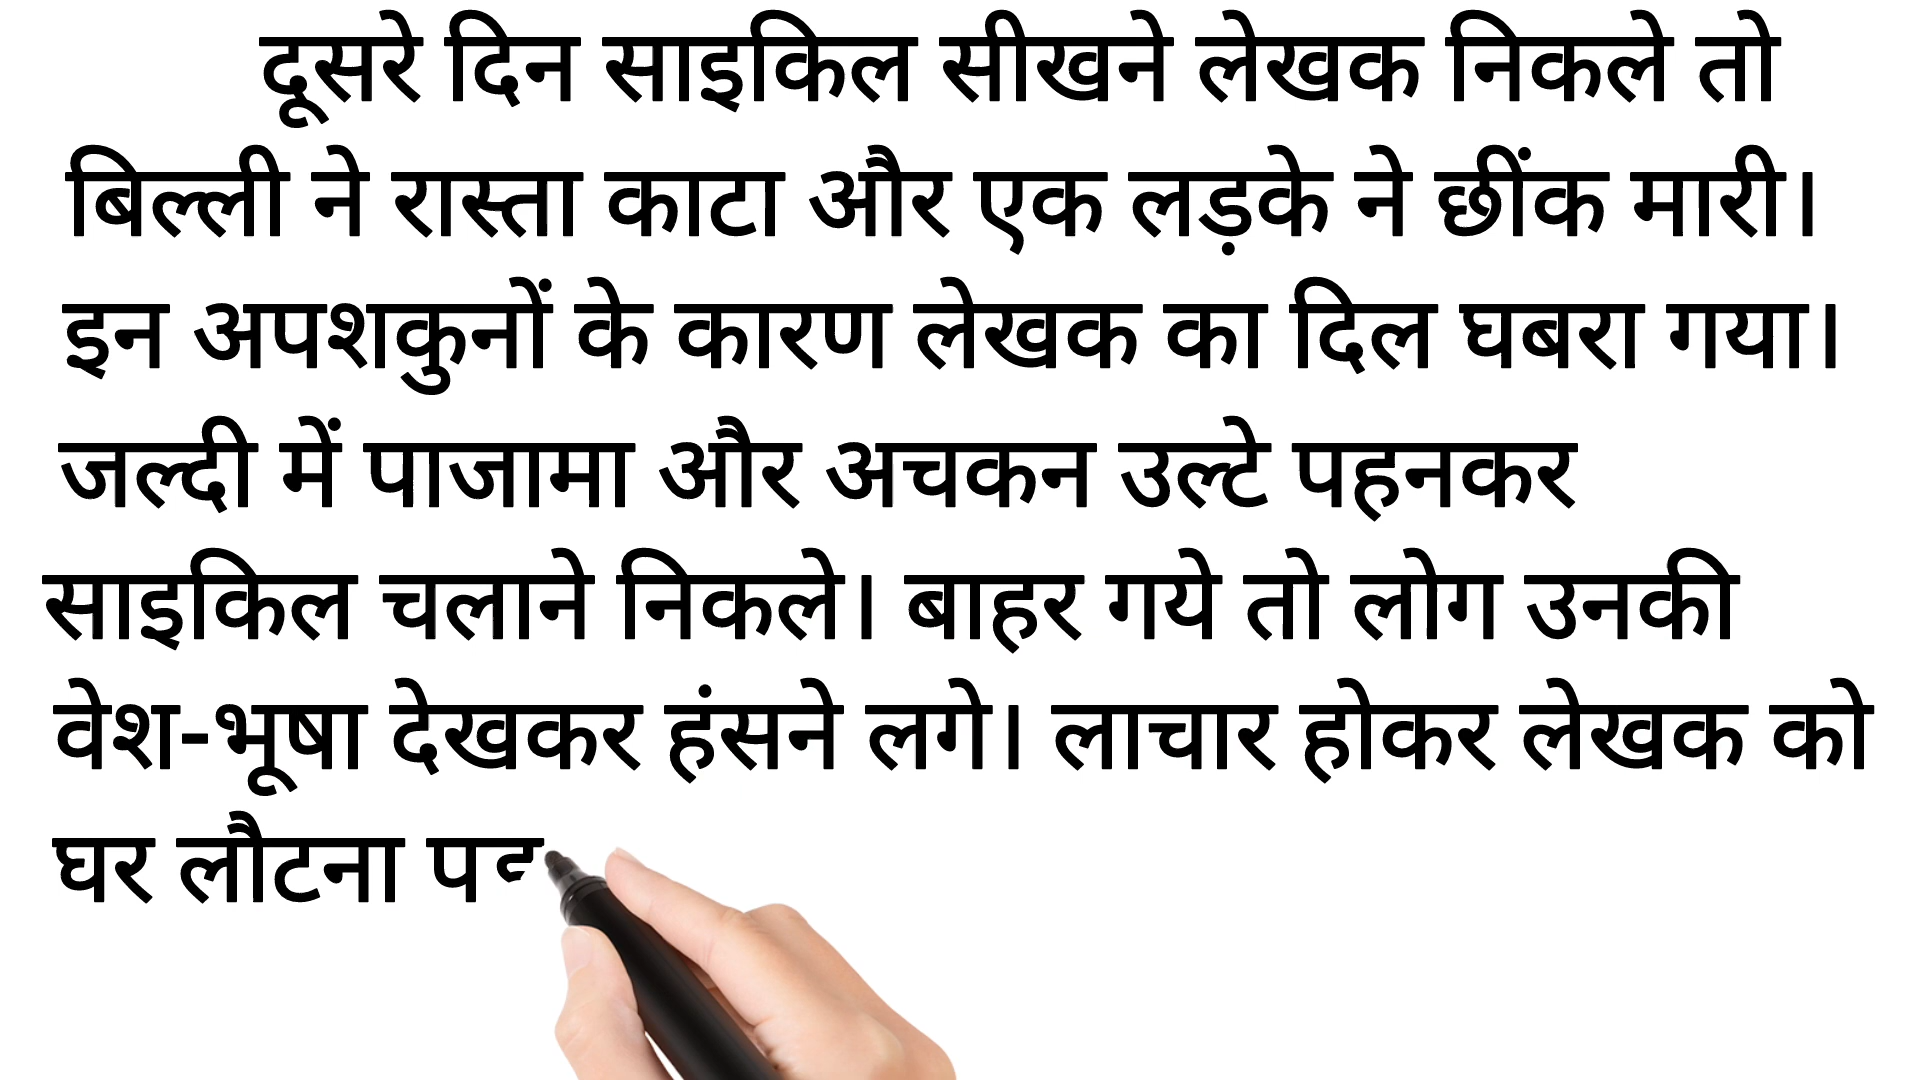 दूसरे दिन साइकिल सीखने लेखक निकले तो
बिल्ली ने रास्ता काटा और एक लड़के ने छींक मारी।
इन अपशकुनों के कारण लेखक का दिल घबरा गया।
जल्दी में पाजामा और अचकन उल्टे पहनकर
साइकिल चलाने निकले। बाहर गये तो लोग उनकी
वेश-भूषा देखकर हंसने लगे। लाचार होकर लेखक को
घर लौटना